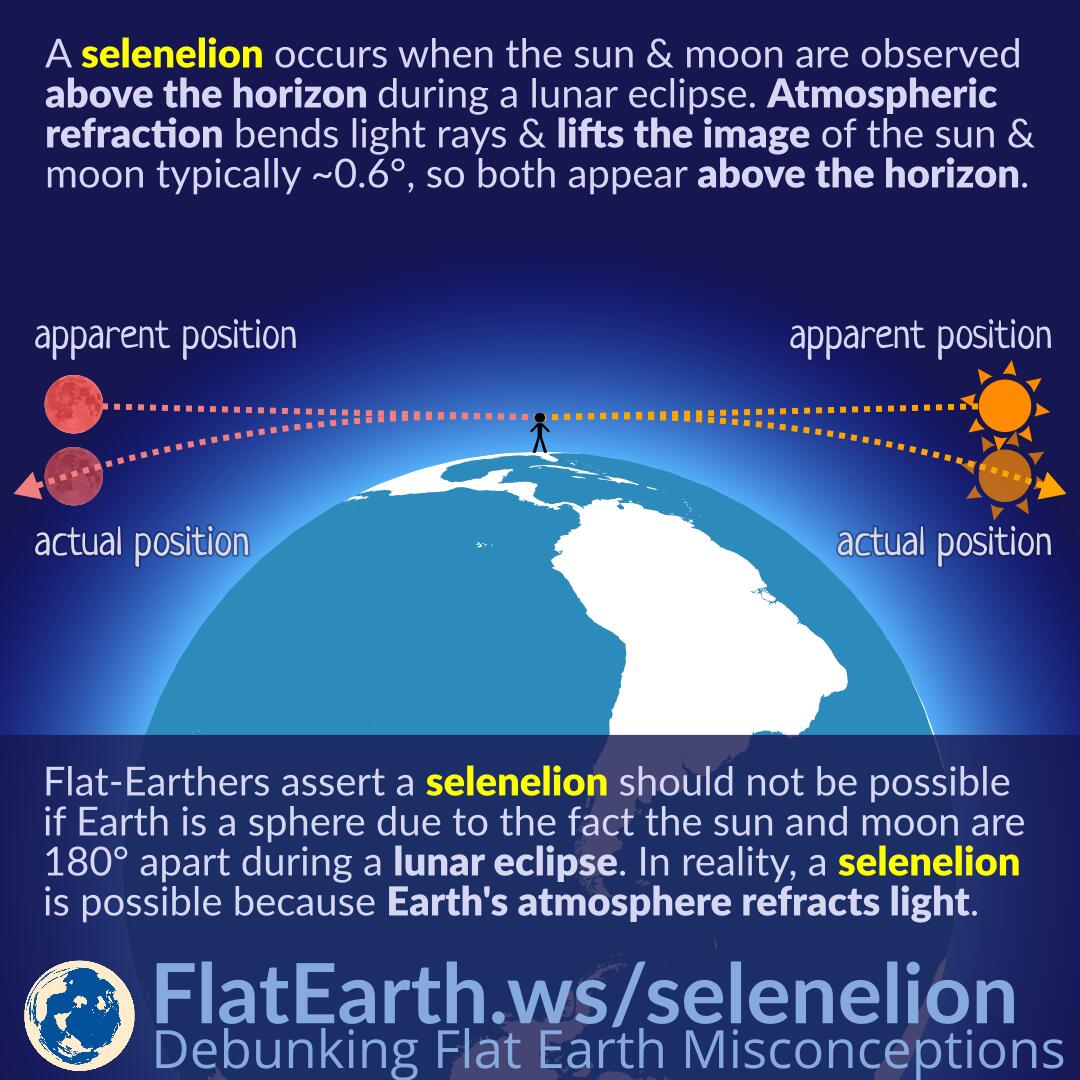 A selenelion occurs when the sun & moon are observed
above the horizon during a lunar eclipse. Atmospheric
refraction bends light rays & lifts the image of the sun &
moon typically ~0.6°, so both appear above the horizon.
apparent position
apparent position
actual position
actual position
Flat-Earthers assert a selenelion should not be possible
if Earth is a sphere due to the fact the sun and moon are
180° apart during a lunar eclipse. In reality, a selenelion
is possible because Earth's atmosphere refracts light.
FlatEarth.ws/selenelion
Debunking Flat Earth Misconceptions